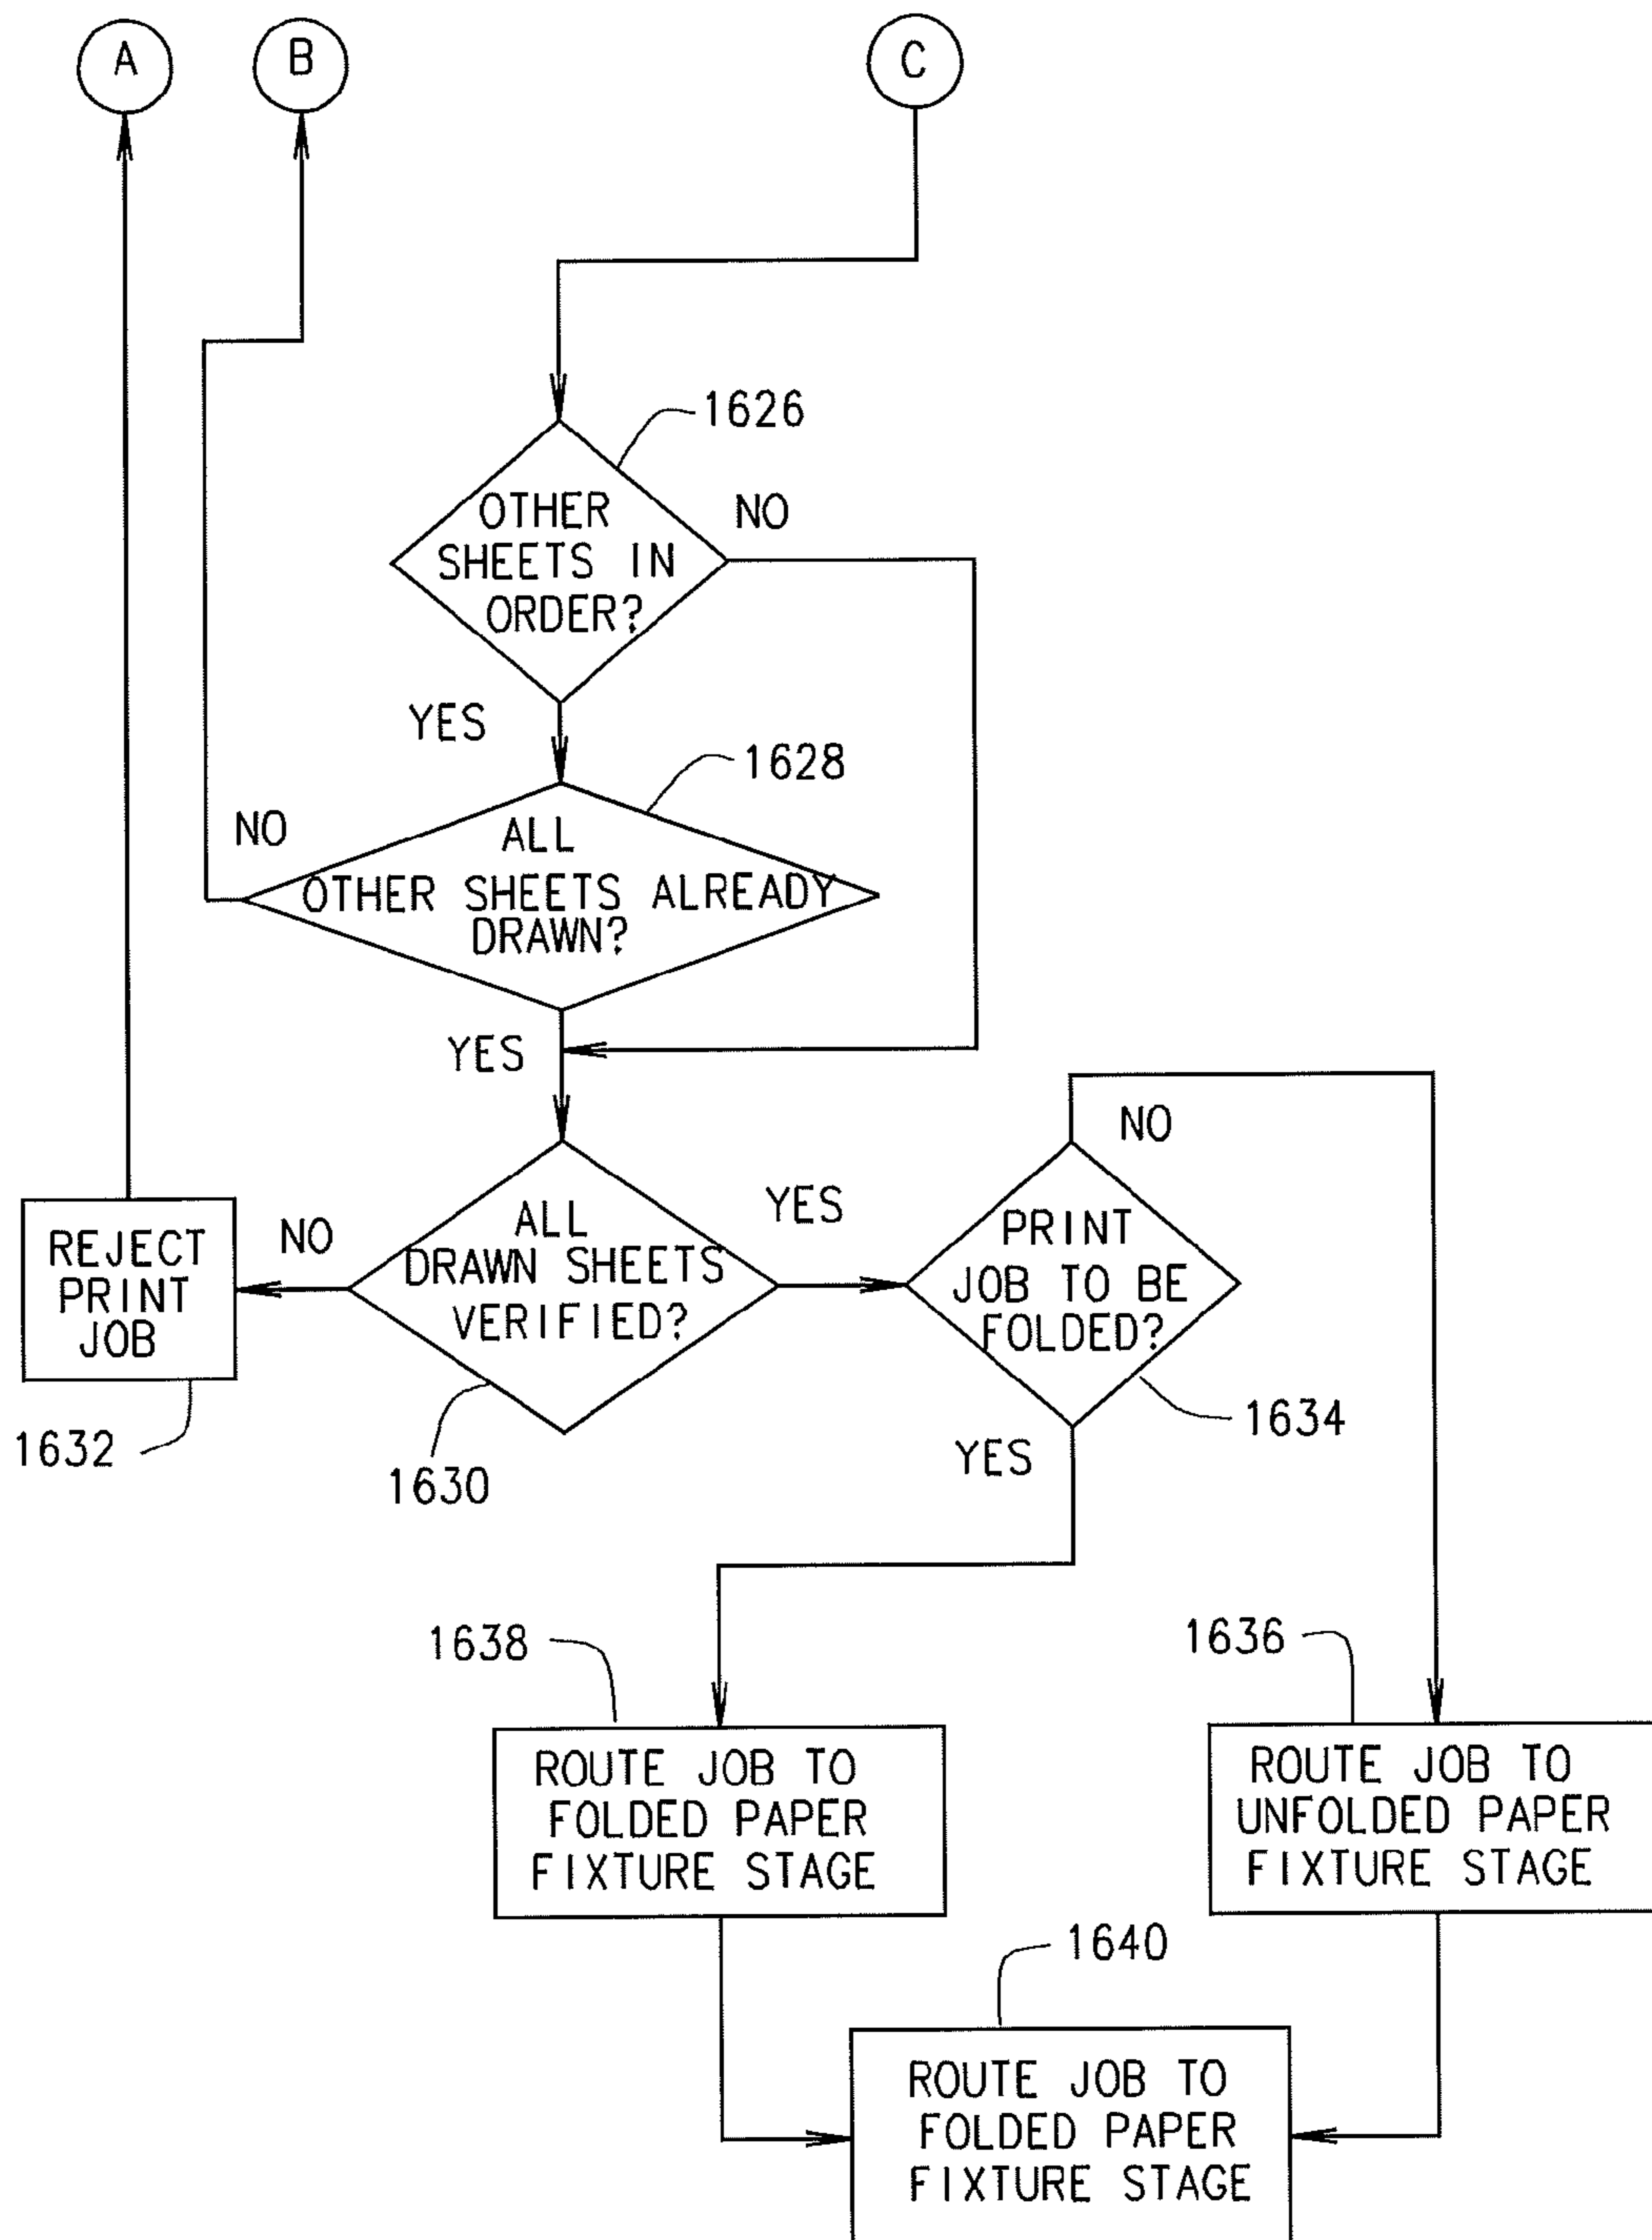 A
B
C
1626
OTHER
SHEETS IN
ORDER?
NO
YES
1628
NO
ALL
OTHER SHEETS ALREADY
DRAWN?
YES
NO
ALL
DRAWN SHEETS
VERIFIED?
YES
PRINT
JOB TO BE
FOLDED?
NO
REJECT
PRINT
JOB
1632
1630
1634
YES
1638
1636
ROUTE JOB TO
FOLDED PAPER
FIXTURE STAGE
ROUTE JOB TO
UNFOLDED PAPER
FIXTURE STAGE
1640
ROUTE JOB TO
FOLDED PAPER
FIXTURE STAGE